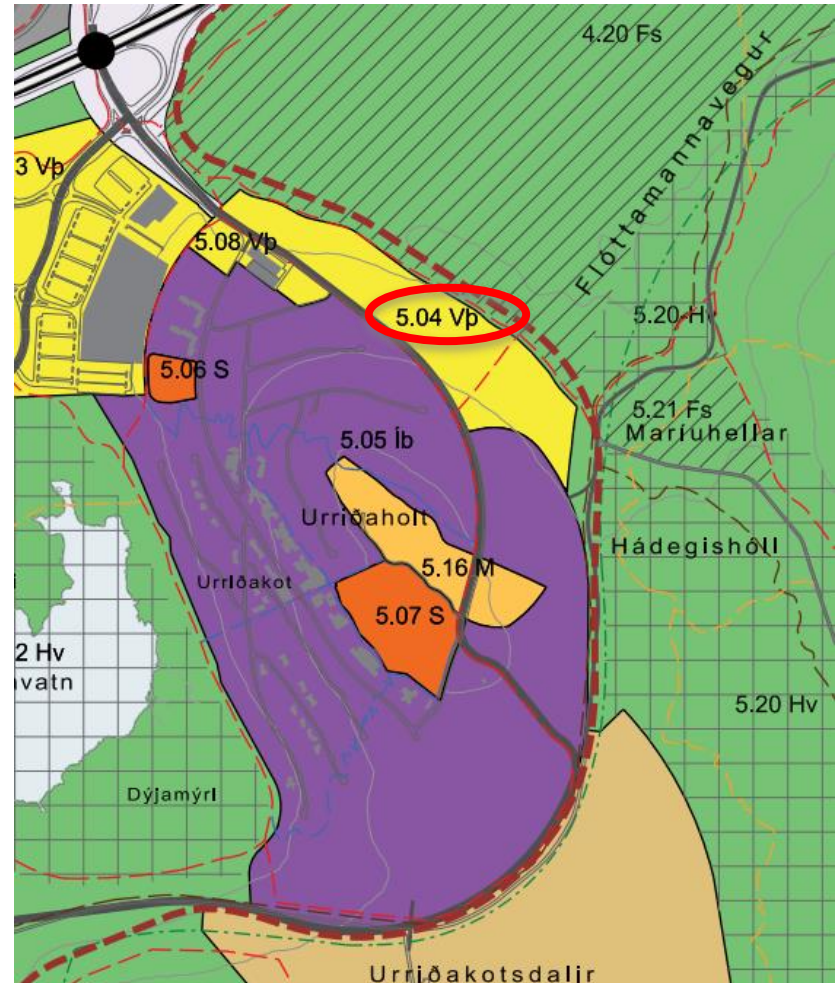 4.20 Fs
Flóttamannavegur
3 Vþ
5.08 Vþ
5.04 Vþ
5.20 Hv
5.06 S
5.21 Fs
Maríuhellar
5.05 Íb
Urriðaholt
Hádegishóll
5.16 M
Urriðakot
5.07 S
2 Hv
vatn
5.20 Hv
Dýjamýri
Urriðakotsdalir